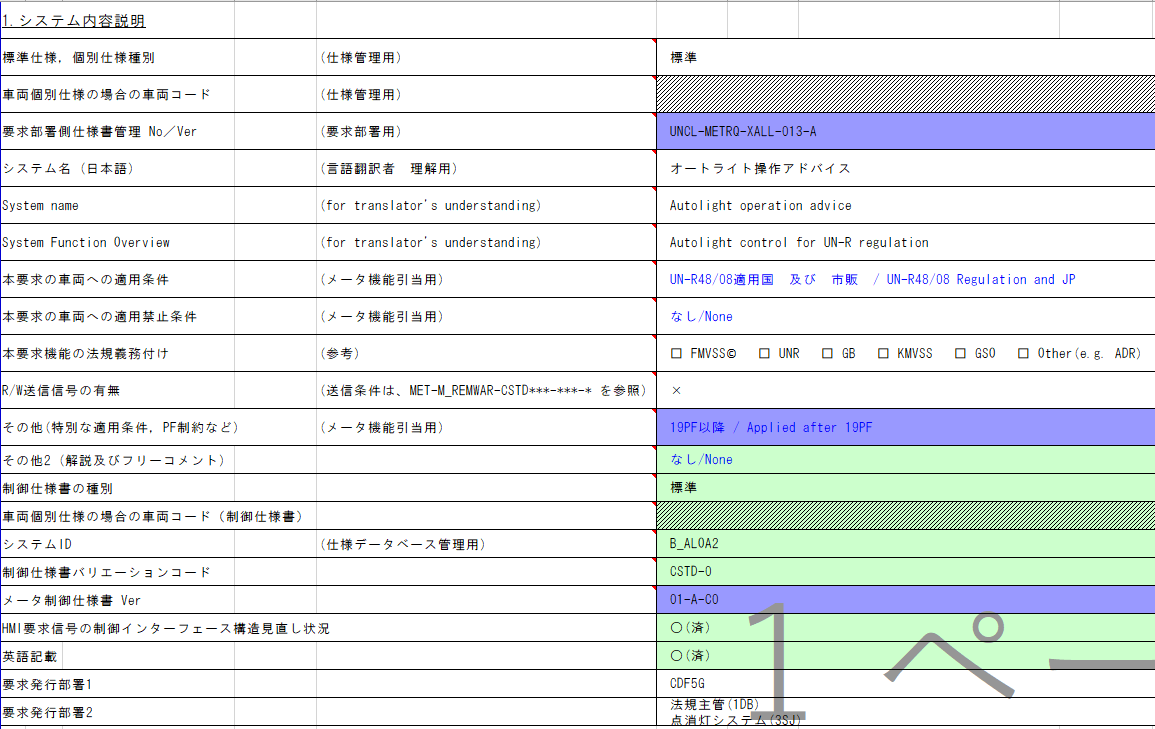 1.システム内容説明
標準仕様, 個別仕様種別 (仕様管理用) 標準
車両個別仕様の場合の車両コード (仕様管理用)
要求部署側仕様書管理 No／Ver (要求部署用) UNCL-METRQ-XALL-013-A
システム名 (日本語) (言語翻訳者　理解用) オートライト操作アドバイス
System name (for translator's understanding) Autolight operation advice
System Function Overview (for translator's understanding) Autolight control for UN-R regulation
本要求の車両への適用条件 (メータ機能引当用) UN-R48/08適用国　及び　市販　/ UN-R48/08 Regulation and JP
本要求の車両への適用禁止条件 (メータ機能引当用) なし/None
本要求機能の法規義務付け (参考) □ FMVSS© □ UNR □ GB □ KMVSS □ GSO □ Other(e.g. ADR)
R/W送信信号の有無 (送信条件は、MET-M_REMWAR-CSTD***-***-* を参照) ×
その他(特別な適用条件, PF制約など) (メータ機能引当用) 19PF以降 / Applied after 19PF
その他2 (解説及びフリーコメント) なし/None
制御仕様書の種別 標準
車両個別仕様の場合の車両コード (制御仕様書)
システムID (仕様データベース管理用) B_ALOA2
制御仕様書バリエーションコード CSTD-0
メータ制御仕様書 Ver 01-A-C0
HMI要求信号の制御インターフェース構造見直し状況 ○(済)
英語記載 ○(済)
要求発行部署1 CDF5G
要求発行部署2 法規主管(1DB)
点消灯システム(3SJ)
1 ペー